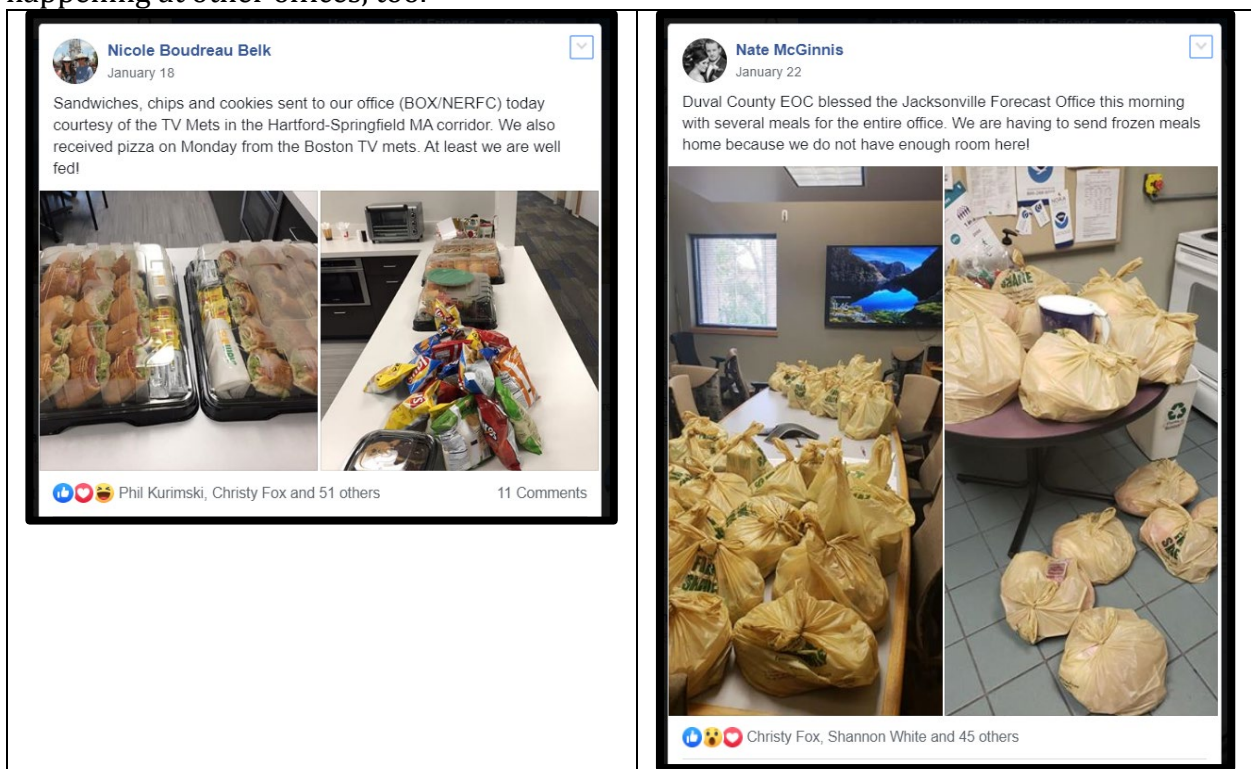 happening at other offices, too.
Nicole Boudreau Belk
January 18
Sandwiches, chips and cookies sent to our office (BOX/NERFC) today
courtesy of the TV Mets in the Hartford-Springfield MA corridor. We also
received pizza on Monday from the Boston TV mets. At least we are well
fed!
Phil Kurimski, Christy Fox and 51 others
11 Comments
Nate McGinnis
January 22
Duval County EOC blessed the Jacksonville Forecast Office this morning
with several meals for the entire office. We are having to send frozen meals
home because we do not have enough room here!
Christy Fox, Shannon White and 45 others